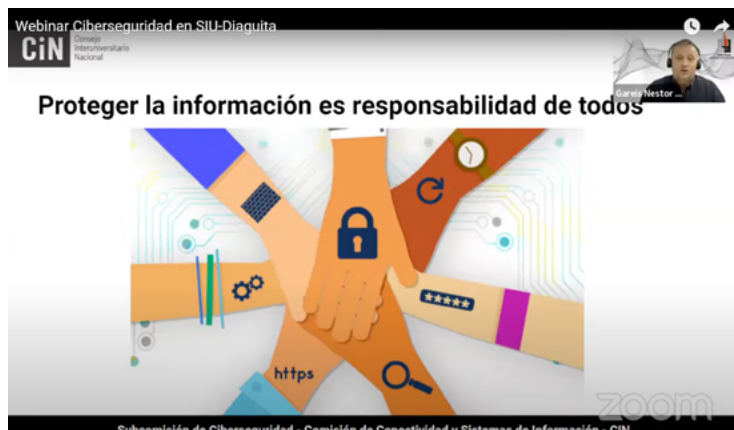 Webinar Ciberseguridad en SIU-Diaguita
CiN
Consejo
Interuniversitario
Nacional
Gareis Nestor ...
Proteger la información es responsabilidad de todos
*****
https
zoom
Subcomisión de Ciberseguridad - Comisión de Conectividad y Sistemas de Información - CIN